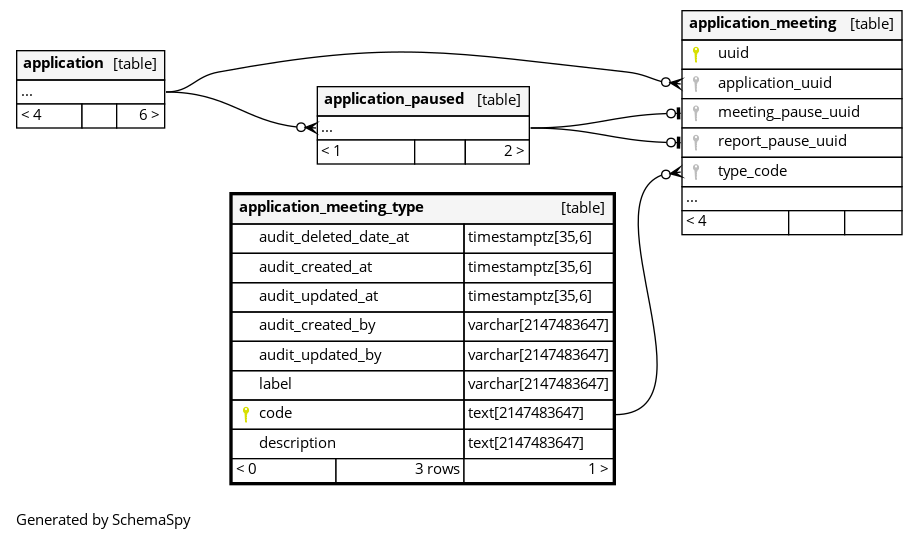 application [table]
...
< 4 6 >
application_paused [table]
...
< 1 2 >
application_meeting [table]
uuid
application_uuid
meeting_pause_uuid
report_pause_uuid
type_code
...
< 4
application_meeting_type [table]
audit_deleted_date_at timestamptz[35,6]
audit_created_at timestamptz[35,6]
audit_updated_at timestamptz[35,6]
audit_created_by varchar[2147483647]
audit_updated_by varchar[2147483647]
label varchar[2147483647]
code text[2147483647]
description text[2147483647]
< 0 3 rows 1 >
Generated by SchemaSpy